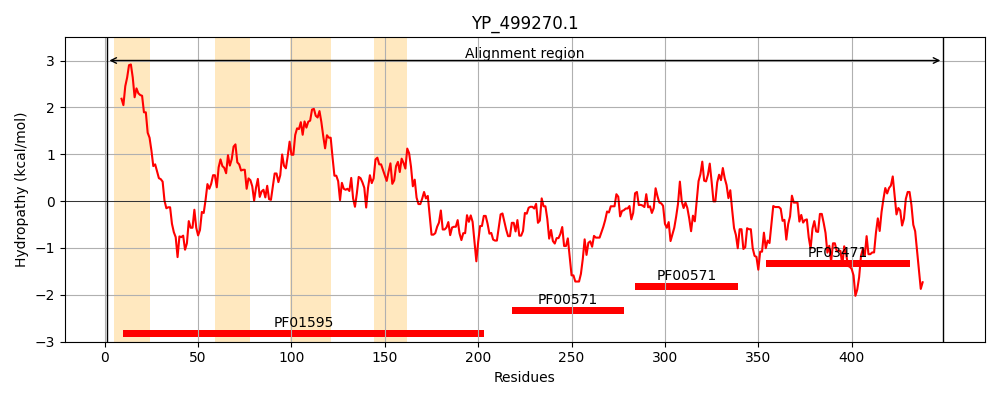 YP_499270.1
Alignment region
3
2
1
0
−1
−2
−3
Hydropathy (kcal/mol)
PF03471
PF00571
PF00571
PF01595
0 50 100 150 200 250 300 350 400
Residues